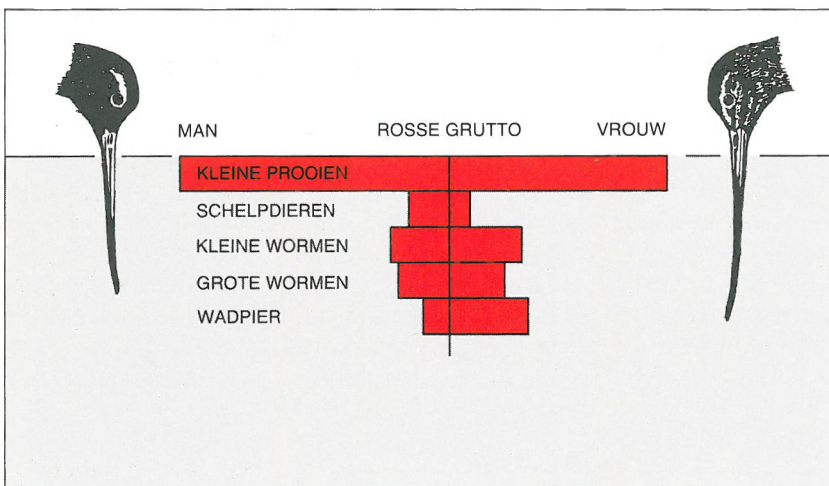 MAN ROSSE GRUTTO VROUW
KLEINE PROOIEN
SCHELPDIEREN
KLEINE WORMEN
GROTE WORMEN
WADPIER